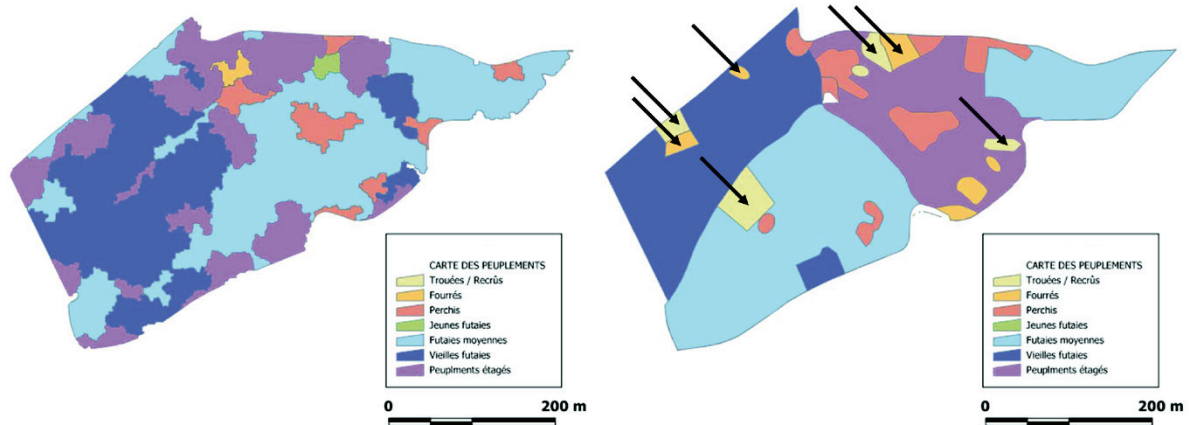 CARTE DES PEUPLEMENTS
Trouées / Recrûs
Fourrés
Perchis
Jeunes futaies
Futaies moyennes
Vieilles futaies
Peuplments étagés
0 200 m
CARTE DES PEUPLEMENTS
Trouées / Recrûs
Fourrés
Perchis
Jeunes futaies
Futaies moyennes
Vieilles futaies
Peuplments étagés
0 200 m